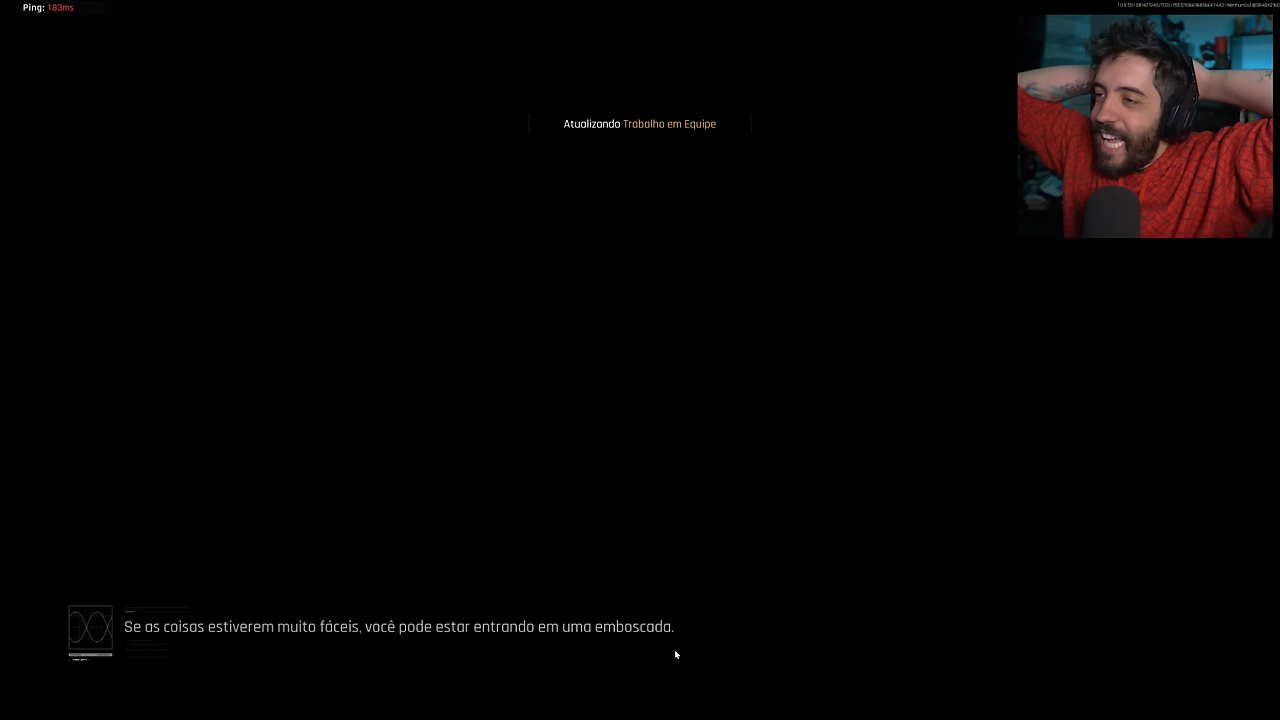 Ping: 183ms
Atualizando Trabalho em Equipe
Se as coisas estiverem muito fáceis, você pode estar entrando em uma emboscada.